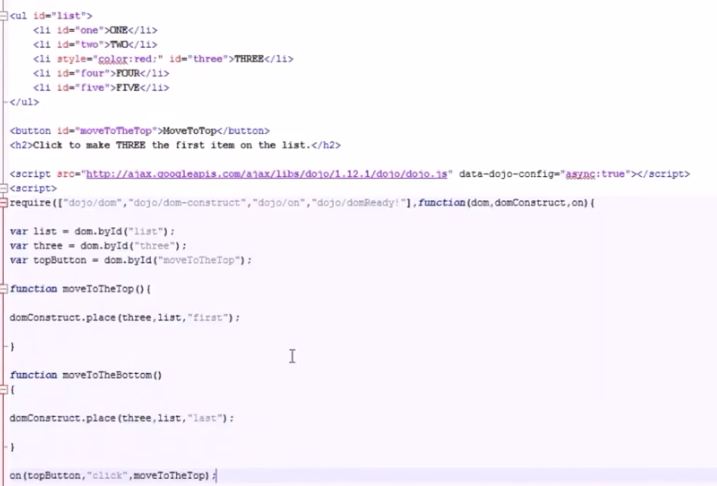 <ul id="list">
<li id="one">ONE</li>
<li id="two">TWO</li>
<li style="color:red;" id="three">THREE</li>
<li id="four">FOUR</li>
<li id="five">FIVE</li>
</ul>
<button id="moveToTheTop">MoveToTop</button>
<h2>Click to make THREE the first item on the list.</h2>
<script src="http://ajax.googleapis.com/ajax/libs/dojo/1.12.1/dojo/dojo.js" data-dojo-config="async:true"></script>
<script>
require(["dojo/dom","dojo/dom-construct","dojo/on","dojo/domReady!"],function(dom,domConstruct,on){
var list = dom.byId("list");
var three = dom.byId("three");
var topButton = dom.byId("moveToTheTop");
function moveToTheTop(){
domConstruct.place(three,list,"first");
}
function moveToTheBottom()
{
domConstruct.place(three,list,"last");
}
on(topButton,"click",moveToTheTop);